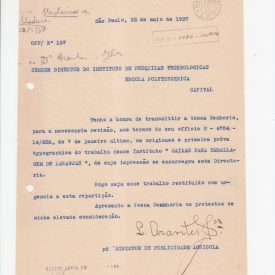 São Paulo, 22 de maio de 1937
OFF/ Nº 157
SENHOR DIRECTOR DO INSTITUTO DE PESQUIZAS TECHNOLOGICAS
ESCOLA POLYTECHNICA
CAPITAL
Tenho a honra de transmittir a Vossa Senhoria,
para a necessaria revisão, nos termos do seu officio
de 7 de janeiro ultimo, os originaes e primeira prova
typographica do trabalho desse Instituto " CAIXAS PARA EMBALLA-
GEM DE LARANJAS ", de cuja impressão se encarregou esta Directo-
ria.
Rogo seja esse trabalho restituido com ur-
gencia a esta repartição.
Apresento a Vossa Senhoria os protestos de
minha elevada consideração.
DIRECTOR DE PUBLICIDADE AGRICOLA